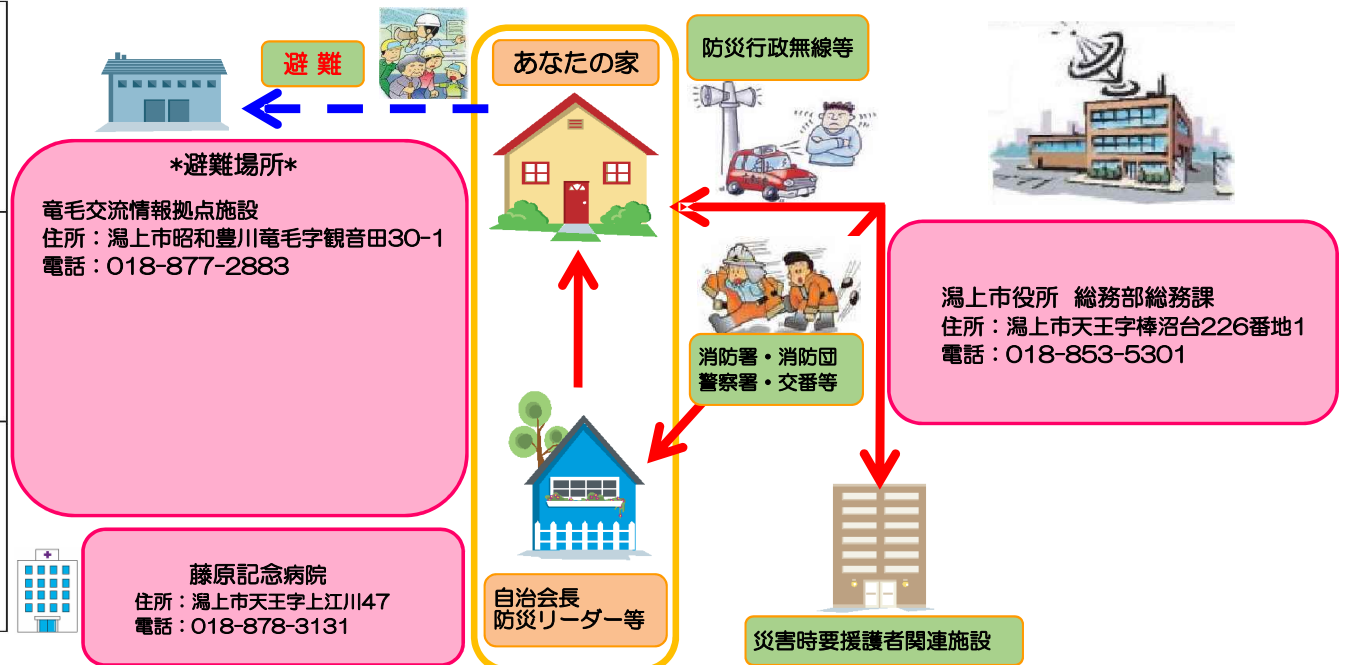 避 難
あなたの家
防災行政無線等
*避難場所*
竜毛交流情報拠点施設
住所：潟上市昭和豊川竜毛字観音田30-1
電話：018-877-2883
潟上市役所 総務部総務課
住所：潟上市天王字棒沼台226番地1
電話：018-853-5301
消防署・消防団
警察署・交番等
藤原記念病院
住所：潟上市天王字上江川47
電話：018-878-3131
自治会長
防災リーダー等
災害時要援護者関連施設